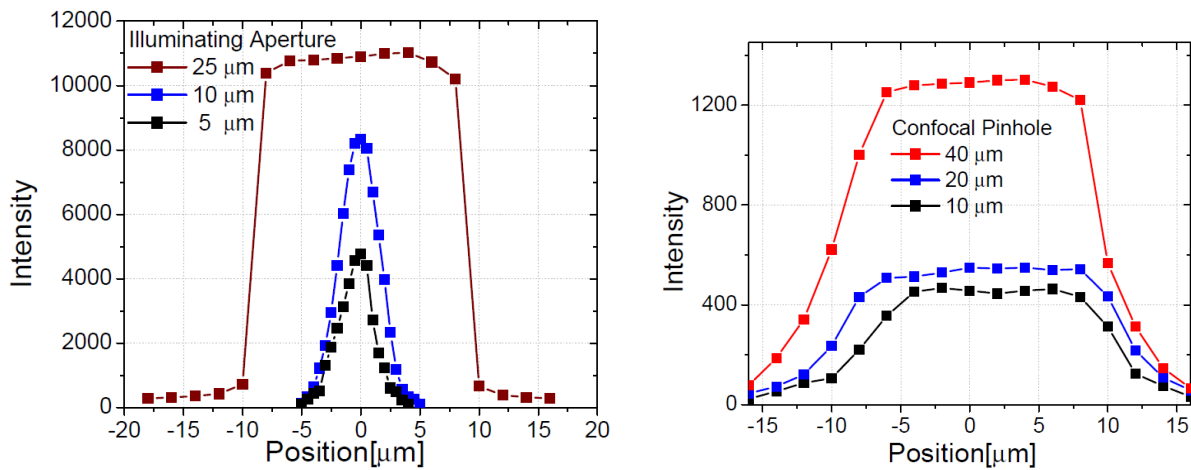 12000
10000
8000
6000
4000
2000
0
Intensity
Illuminating Aperture
25 μm
10 μm
5 μm
-20 -15 -10 -5 0 5 10 15 20
Position[μm]
1200
800
400
0
Intensity
Confocal Pinhole
40 μm
20 μm
10 μm
-15 -10 -5 0 5 10 15
Position[μm]